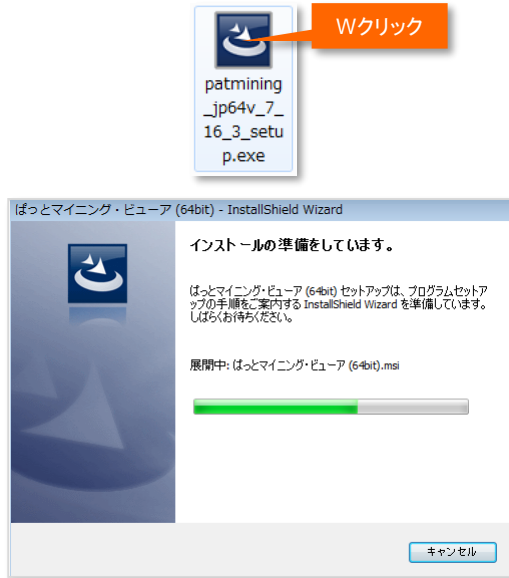 Wクリック
patmining
_jp64v_7_
16_3_setu
p.exe
ぱっとマイニング・ビューア (64bit) - InstallShield Wizard
インストールの準備をしています。
ぱっとマイニング・ビューア (64bit) セットアップは、プログラムセットア
ップの手順をご案内する InstallShield Wizard を準備しています。
しばらくお待ちください。
展開中: ぱっとマイニング・ビューア (64bit).msi
キャンセル